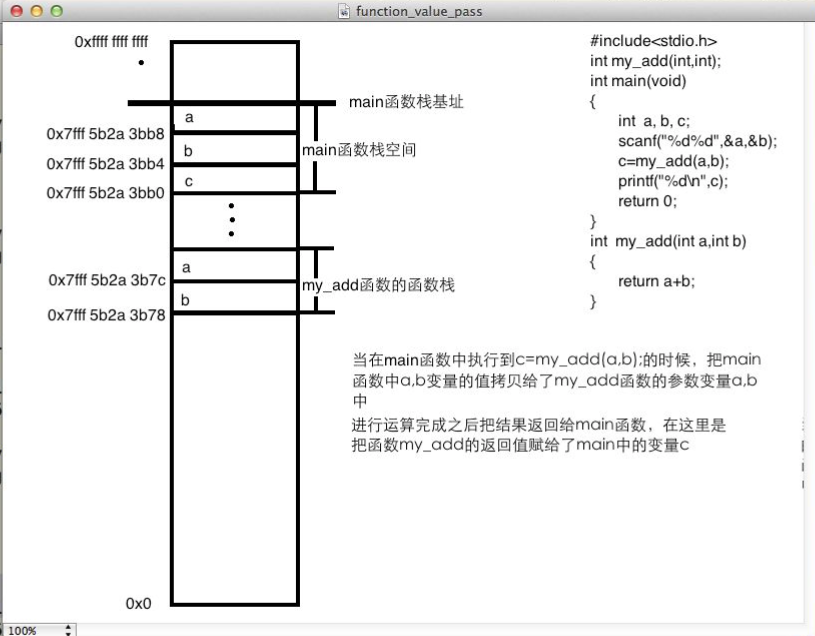 function_value_pass
0xffff ffff ffff
main函数栈基址
a
0x7fff 5b2a 3bb8
b
main函数栈空间
0x7fff 5b2a 3bb4
c
0x7fff 5b2a 3bb0
a
0x7fff 5b2a 3b7c
my_add函数的函数栈
b
0x7fff 5b2a 3b78
0x0
#include<stdio.h>
int my_add(int,int);
int main(void)
{
int a, b, c;
scanf("%d%d",&a,&b);
c=my_add(a,b);
printf("%d\n",c);
return 0;
}
int my_add(int a,int b)
{
return a+b;
}
当在main函数中执行到c=my_add(a,b);的时候，把main
函数中a,b变量的值拷贝给了my_add函数的参数变量a,b
中
进行运算完成之后把结果返回给main函数，在这里是
把函数my_add的返回值赋给了main中的变量c
100%